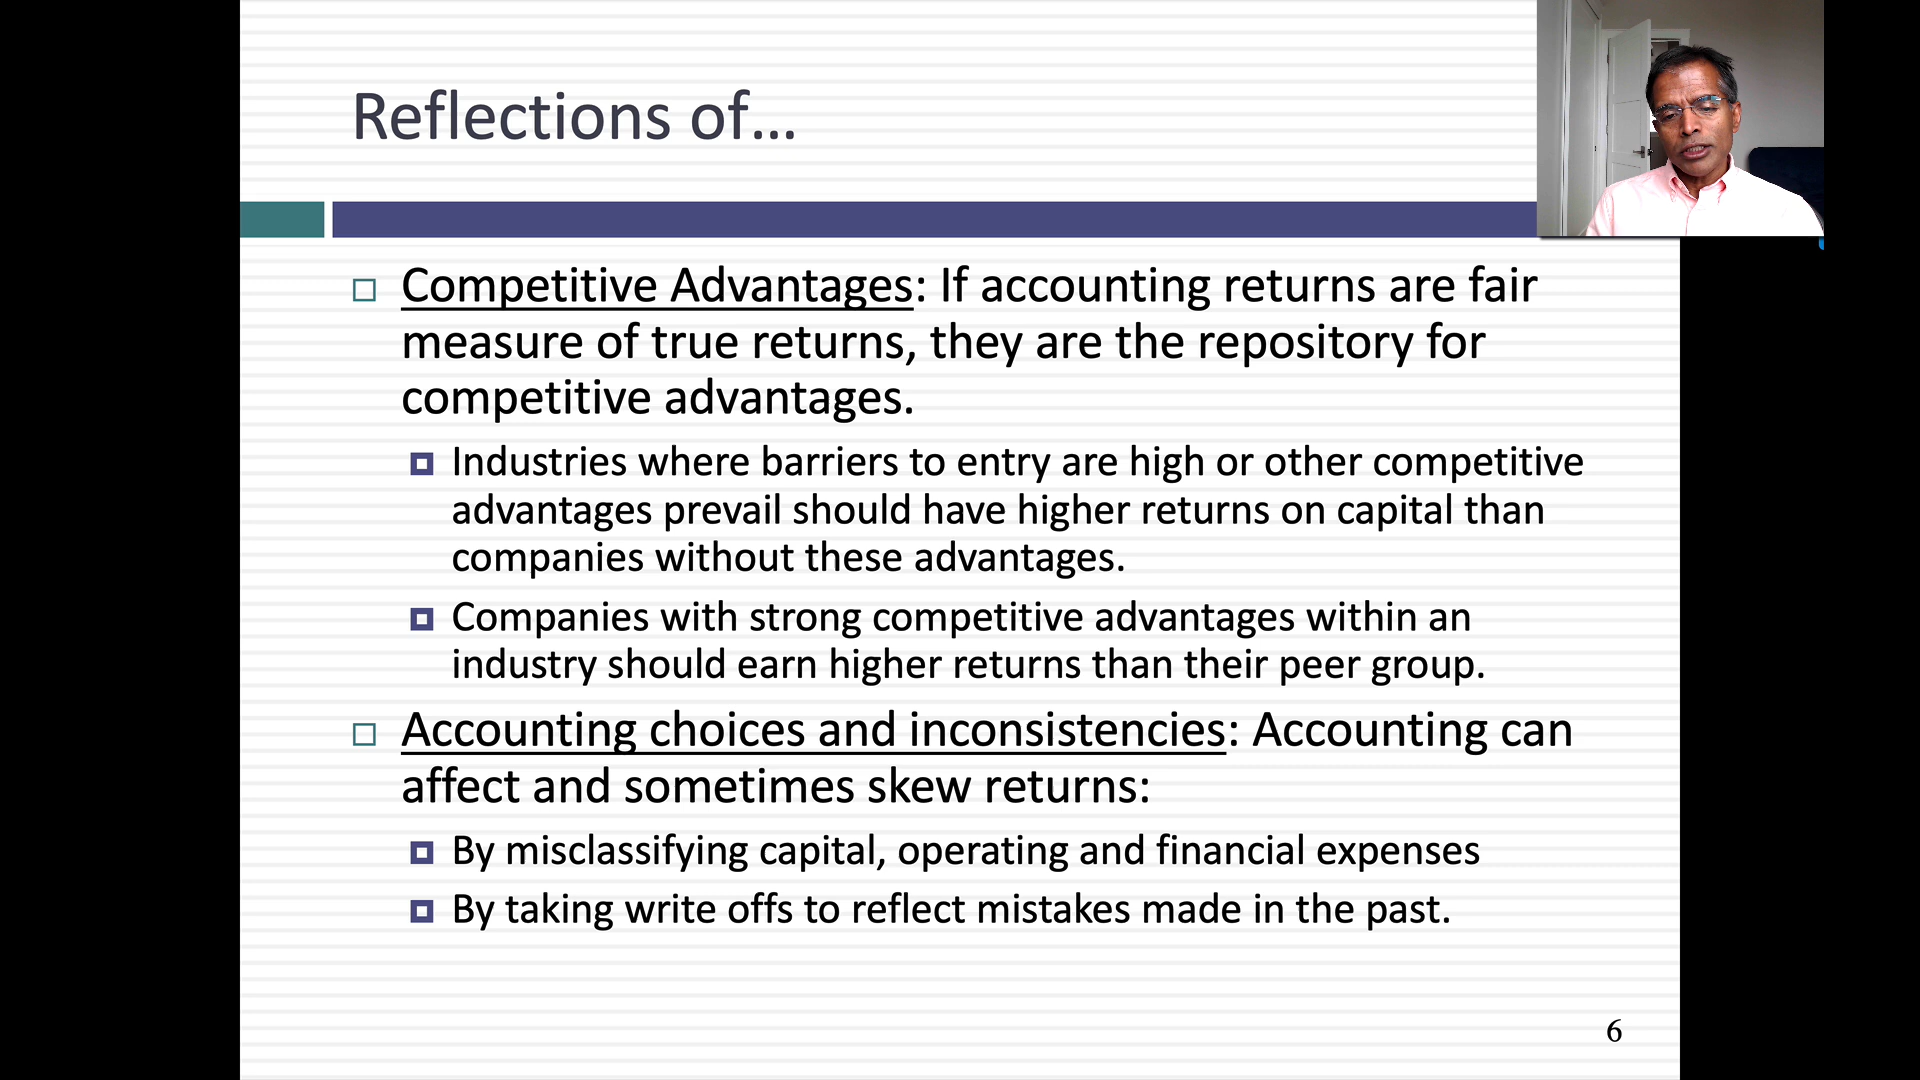 Reflections of…
Competitive Advantages: If accounting returns are fair
measure of true returns, they are the repository for
competitive advantages.
Industries where barriers to entry are high or other competitive
advantages prevail should have higher returns on capital than
companies without these advantages.
Companies with strong competitive advantages within an
industry should earn higher returns than their peer group.
Accounting choices and inconsistencies: Accounting can
affect and sometimes skew returns:
By misclassifying capital, operating and financial expenses
By taking write offs to reflect mistakes made in the past.
6